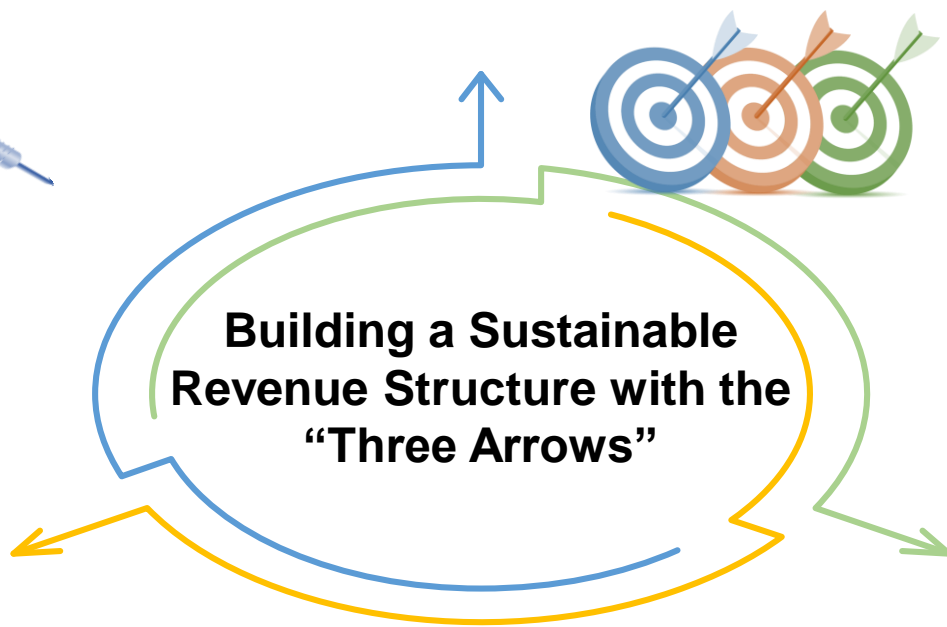 Building a Sustainable
Revenue Structure with the
“Three Arrows”